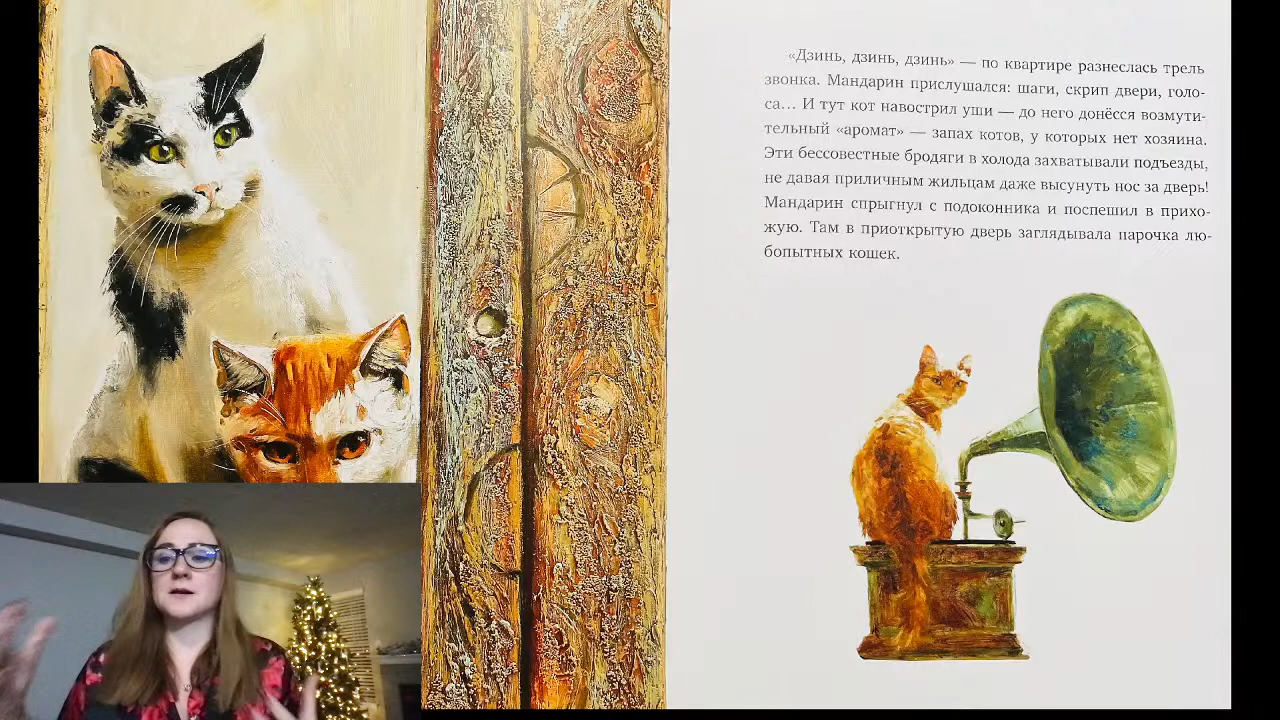 «Дзинь, дзинь, дзинь» — по квартире разнеслась трель
звонка. Мандарин прислушался: шаги, скрип двери, голо-
са... И тут кот навострил уши — до него донёсся возмути-
тельный «аромат» — запах котов, у которых нет хозяина.
Эти бессовестные бродяги в холода захватывали подъезды,
не давая приличным жильцам даже высунуть нос за дверь!
Мандарин спрыгнул с подоконника и поспешил в прихо-
жую. Там в приоткрытую дверь заглядывала парочка лю-
бопытных кошек.